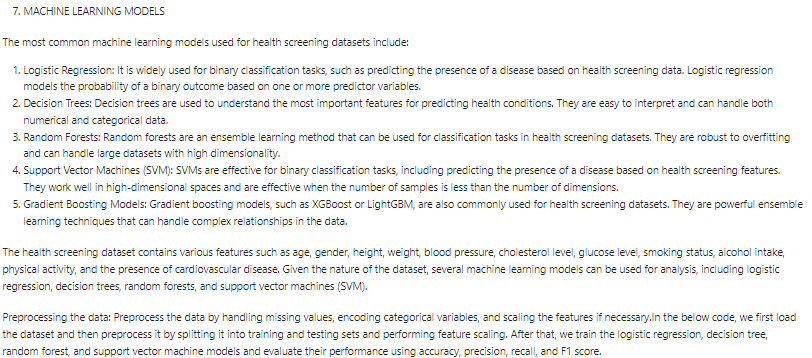 7. MACHINE LEARNING MODELS
The most common machine learning models used for health screening datasets include:
1. Logistic Regression: It is widely used for binary classification tasks, such as predicting the presence of a disease based on health screening data. Logistic regression
models the probability of a binary outcome based on one or more predictor variables.
2. Decision Trees: Decision trees are used to understand the most important features for predicting health conditions. They are easy to interpret and can handle both
numerical and categorical data.
3. Random Forests: Random forests are an ensemble learning method that can be used for classification tasks in health screening datasets. They are robust to overfitting
and can handle large datasets with high dimensionality.
4. Support Vector Machines (SVM): SVMs are effective for binary classification tasks, including predicting the presence of a disease based on health screening features.
They work well in high-dimensional spaces and are effective when the number of samples is less than the number of dimensions.
5. Gradient Boosting Models: Gradient boosting models, such as XGBoost or LightGBM, are also commonly used for health screening datasets. They are powerful ensemble
learning techniques that can handle complex relationships in the data.
The health screening dataset contains various features such as age, gender, height, weight, blood pressure, cholesterol level, glucose level, smoking status, alcohol intake,
physical activity, and the presence of cardiovascular disease. Given the nature of the dataset, several machine learning models can be used for analysis, including logistic
regression, decision trees, random forests, and support vector machines (SVM).
Preprocessing the data: Preprocess the data by handling missing values, encoding categorical variables, and scaling the features if necessary.In the below code, we first load
the dataset and then preprocess it by splitting it into training and testing sets and performing feature scaling. After that, we train the logistic regression, decision tree,
random forest, and support vector machine models and evaluate their performance using accuracy, precision, recall, and F1 score.